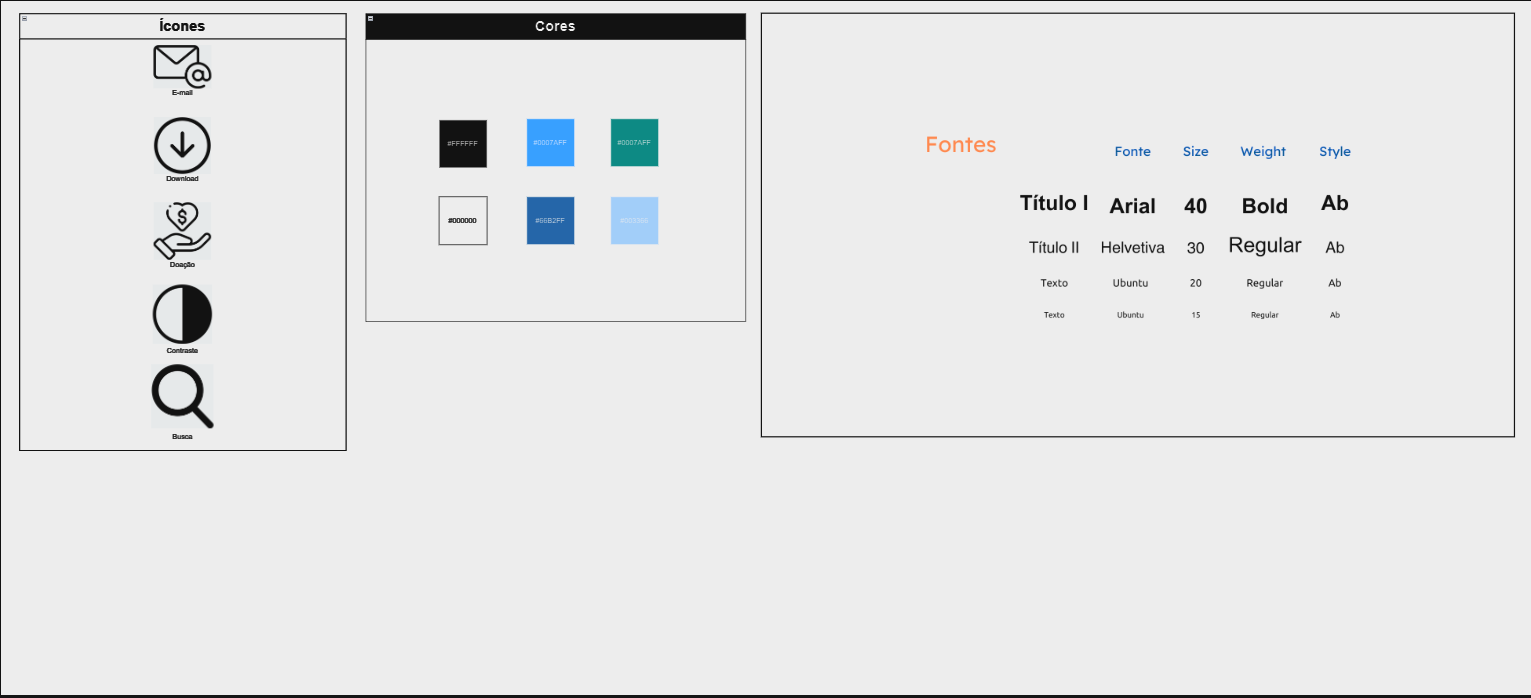 Ícones
E-mail
Download
Doação
Contraste
Busca
Cores
#FFFFFF
#0007AFF
#0007AFF
#000000
#66B2FF
Fontes
Fonte Size Weight Style
Título I Arial 40 Bold Ab
Título II Helvetiva 30 Regular Ab
Texto Ubuntu 20 Regular Ab
Texto Ubuntu 15 Regular Ab